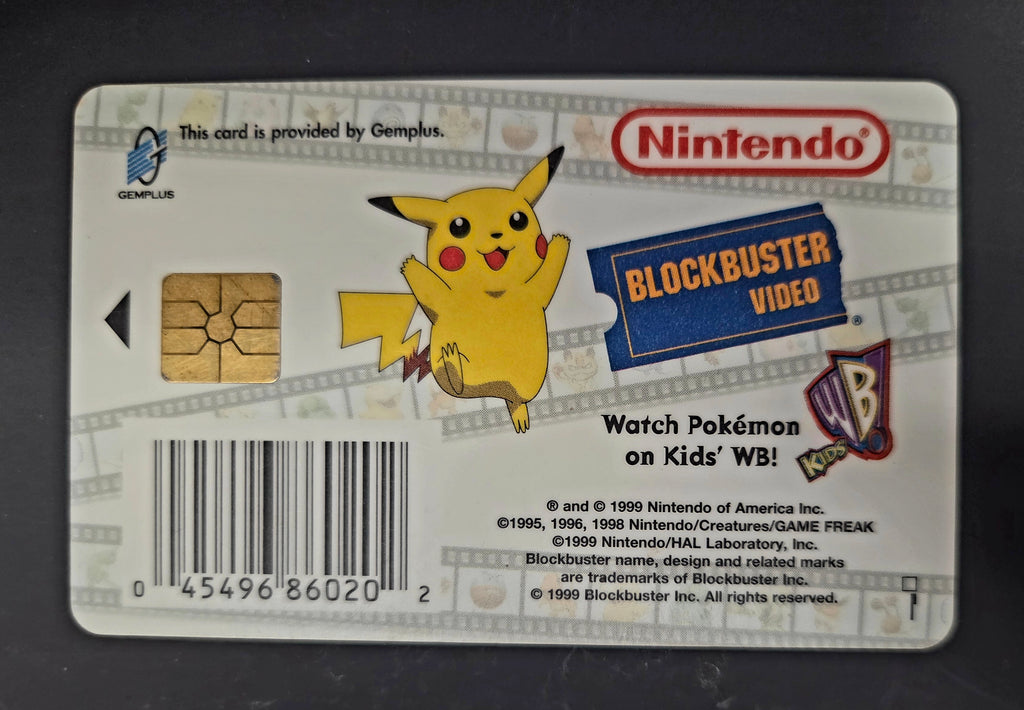 This card is provided by Gemplus.
GEMPLUS
Nintendo®
BLOCKBUSTER
VIDEO
®
Watch Pokémon
on Kids' WB!
WB
KIDS
® and © 1999 Nintendo of America Inc.
©1995, 1996, 1998 Nintendo/Creatures/GAME FREAK
©1999 Nintendo/HAL Laboratory, Inc.
Blockbuster name, design and related marks
are trademarks of Blockbuster Inc.
© 1999 Blockbuster Inc. All rights reserved.
0 45496 86020 2